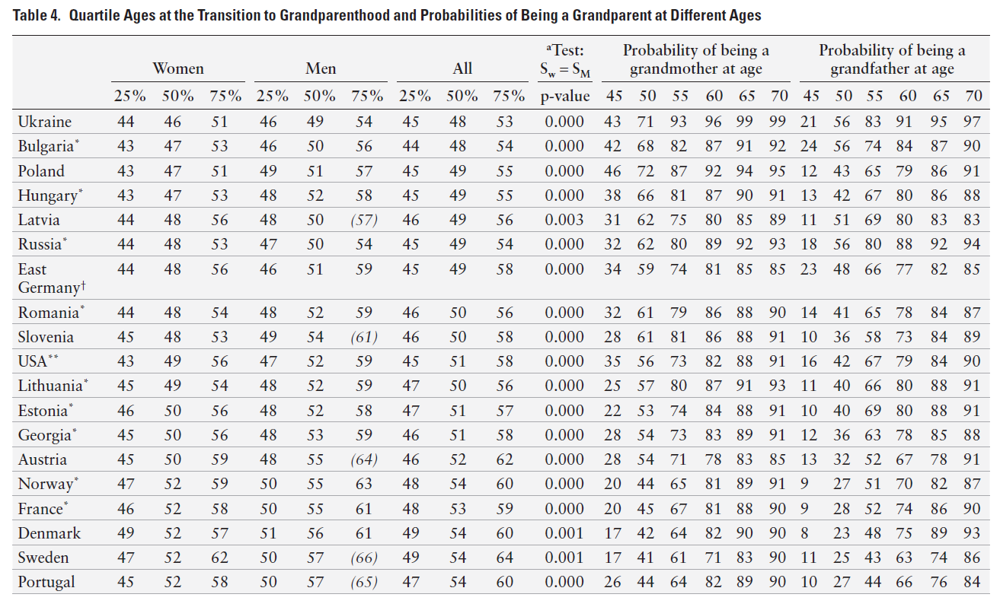 Table 4. Quartile Ages at the Transition to Grandparenthood and Probabilities of Being a Grandparent at Different Ages
Women Men All ᵃTest: S_w = S_M Probability of being a grandmother at age Probability of being a grandfather at age
25% 50% 75% 25% 50% 75% 25% 50% 75% p-value 45 50 55 60 65 70 45 50 55 60 65 70
Ukraine 44 46 51 46 49 54 45 48 53 0.000 43 71 93 96 99 99 21 56 83 91 95 97
Bulgaria* 43 47 53 46 50 56 44 48 54 0.000 42 68 82 87 91 92 24 56 74 84 87 90
Poland 43 47 51 49 51 57 45 49 55 0.000 46 72 87 92 94 95 12 43 65 79 86 91
Hungary* 43 47 53 48 52 58 45 49 55 0.000 38 66 81 87 90 91 13 42 67 80 86 88
Latvia 44 48 56 48 50 (57) 46 49 56 0.003 31 62 75 80 85 89 11 51 69 80 83 83
Russia* 44 48 53 47 50 54 45 49 54 0.000 32 62 80 89 92 93 18 56 80 88 92 94
East Germany† 44 48 56 46 51 59 45 49 58 0.000 34 59 74 81 85 85 23 48 66 77 82 85
Romania* 44 48 54 48 52 59 46 50 56 0.000 32 61 79 86 88 90 14 41 65 78 84 87
Slovenia 45 48 53 49 54 (61) 46 50 58 0.000 28 61 81 86 88 91 10 36 58 73 84 89
USA** 43 49 56 47 52 59 45 51 58 0.000 35 56 73 82 88 91 16 42 67 79 84 90
Lithuania* 45 49 54 48 52 59 47 50 56 0.000 25 57 80 87 91 93 11 40 66 80 88 91
Estonia* 46 50 56 48 52 58 47 51 57 0.000 22 53 74 84 88 91 10 40 69 80 88 91
Georgia* 45 50 56 48 53 59 46 51 58 0.000 28 54 73 83 89 91 12 36 63 78 85 88
Austria 45 50 59 48 55 (64) 46 52 62 0.000 28 54 71 78 83 85 13 32 52 67 78 91
Norway* 47 52 59 50 55 63 48 54 60 0.000 20 44 65 81 89 91 9 27 51 70 82 87
France* 46 52 58 50 55 61 48 53 59 0.000 20 45 67 81 88 90 9 28 52 74 86 90
Denmark 49 52 57 51 56 61 49 54 60 0.001 17 42 64 82 90 90 8 23 48 75 89 93
Sweden 47 52 62 50 57 (66) 49 54 64 0.001 17 41 61 71 83 90 11 25 43 63 74 86
Portugal 45 52 58 50 57 (65) 47 54 60 0.000 26 44 64 82 89 90 10 27 44 66 76 84